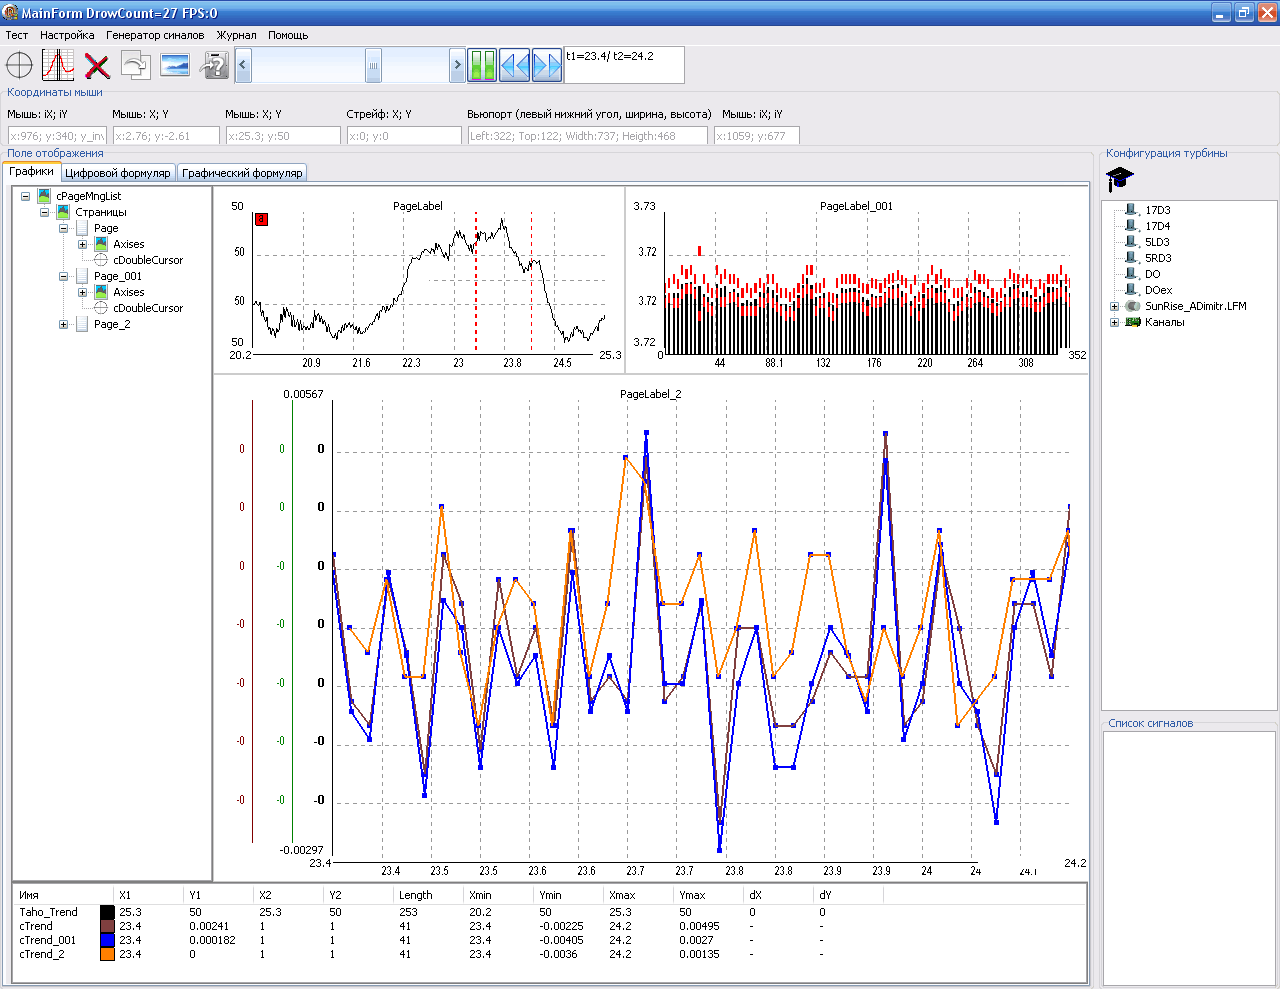 MainForm DrowCount=27 FPS:0
Тест Настройка Генератор синалов Журнал Помощь
t1=23.4/ t2=24.2
Координаты мыши
Мышь: iX; iY Мышь: X; Y Мышь: X; Y Стрейф: X; Y Вьюпорт (левый нижний угол, ширина, высота) Мышь: iX; iY
x:976; y:340; y_inv x:2.76; y:-2.61 x:25.3; y:50 x:0; y:0 Left:322; Top:122; Width:737; Heigth:468 x:1059; y:677
Поле отображения
Графики Цифровой формуляр Графический формуляр
cPageMngList
Страницы
Page
Axises
cDoubleCursor
Page_001
Axises
cDoubleCursor
Page_2
PageLabel
50
50
50
50
20.2 20.9 21.6 22.3 23 23.8 24.5 25.3
PageLabel_001
3.73
3.72
3.72
3.72
0 44 88.1 132 176 220 264 308 352
PageLabel_2
0.00567
0 0 0
0 0 0
0 -0 0
-0 -0 0
-0 -0 0
-0 -0 -0
-0 -0 -0
-0.00297
23.4 23.4 23.5 23.5 23.6 23.6 23.7 23.7 23.8 23.8 23.9 23.9 24 24 24.1 24.2
Имя X1 Y1 X2 Y2 Length Xmin Ymin Xmax Ymax dX dY
Taho_Trend 25.3 50 25.3 50 253 20.2 50 25.3 50 0 0
cTrend 23.4 0.00241 1 1 41 23.4 -0.00225 24.2 0.00495 - -
cTrend_001 23.4 0.000182 1 1 41 23.4 -0.00405 24.2 0.0027 - -
cTrend_2 23.4 0 1 1 41 23.4 -0.0036 24.2 0.00135 - -
Конфигурация турбины
17D3
17D4
5LD3
5RD3
DO
DOex
SunRise_ADimitr.LFM
Каналы
Список сигналов